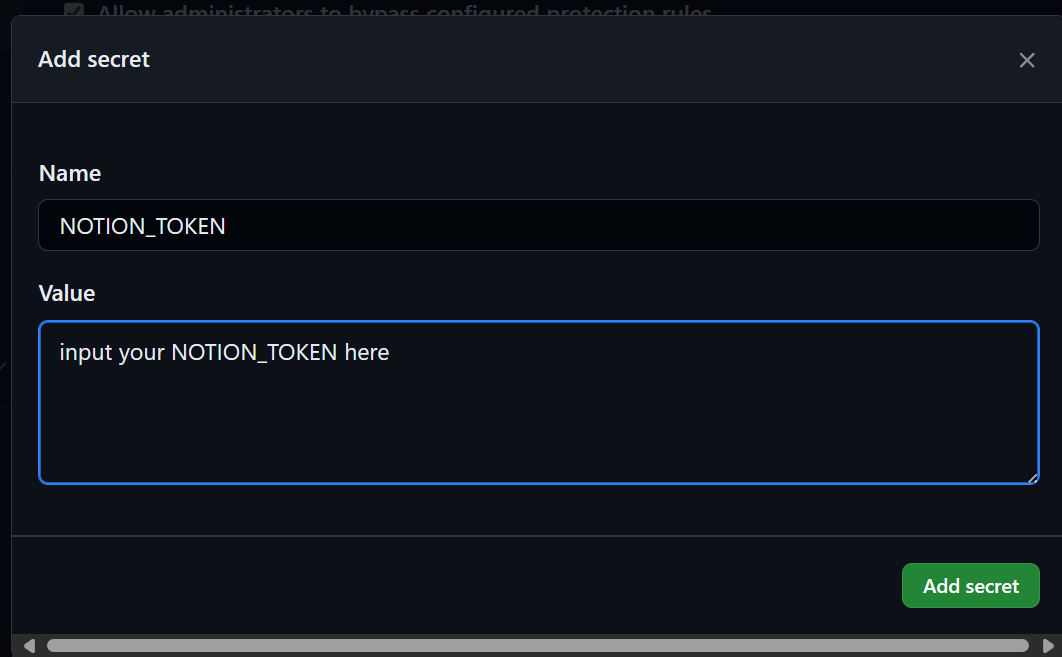 Allow administrators to bypass configured protection rules
Add secret
Name
NOTION_TOKEN
Value
input your NOTION_TOKEN here
Add secret